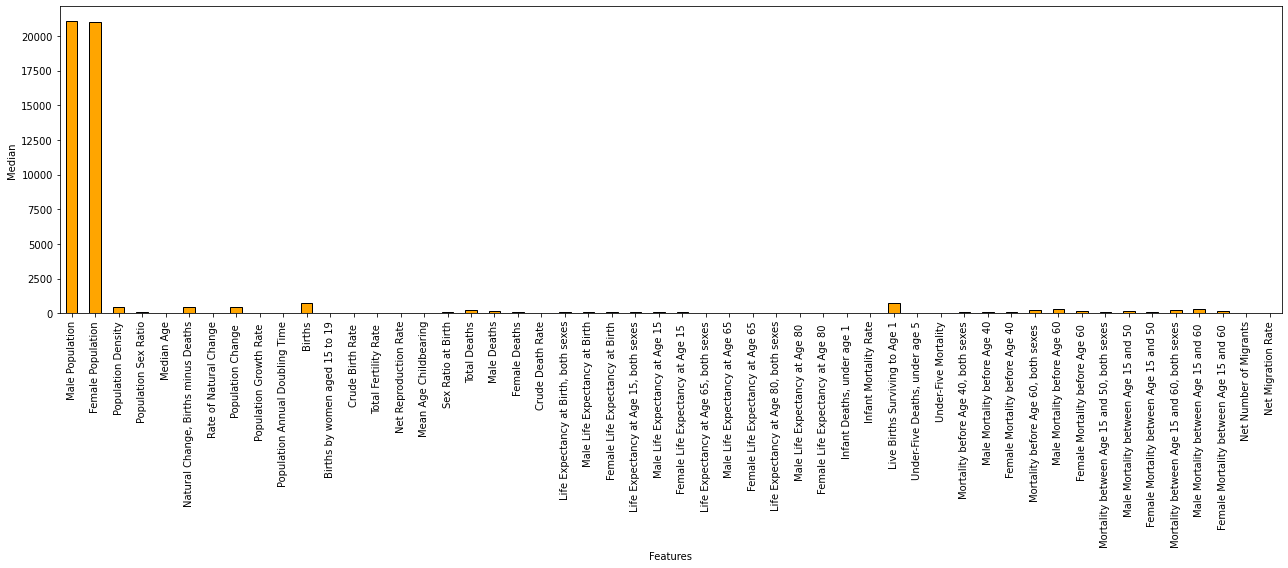 20000
17500
15000
12500
10000
7500
5000
2500
0
Median
Male Population
Female Population
Population Density
Population Sex Ratio
Median Age
Natural Change, Births minus Deaths
Rate of Natural Change
Population Change
Population Growth Rate
Population Annual Doubling Time
Births
Births by women aged 15 to 19
Crude Birth Rate
Total Fertility Rate
Net Reproduction Rate
Mean Age Childbearing
Sex Ratio at Birth
Total Deaths
Male Deaths
Female Deaths
Crude Death Rate
Life Expectancy at Birth, both sexes
Male Life Expectancy at Birth
Female Life Expectancy at Birth
Life Expectancy at Age 15, both sexes
Male Life Expectancy at Age 15
Female Life Expectancy at Age 15
Life Expectancy at Age 65, both sexes
Male Life Expectancy at Age 65
Female Life Expectancy at Age 65
Life Expectancy at Age 80, both sexes
Male Life Expectancy at Age 80
Female Life Expectancy at Age 80
Infant Deaths, under age 1
Infant Mortality Rate
Live Births Surviving to Age 1
Under-Five Deaths, under age 5
Under-Five Mortality
Mortality before Age 40, both sexes
Male Mortality before Age 40
Female Mortality before Age 40
Mortality before Age 60, both sexes
Male Mortality before Age 60
Female Mortality before Age 60
Mortality between Age 15 and 50, both sexes
Male Mortality between Age 15 and 50
Female Mortality between Age 15 and 50
Mortality between Age 15 and 60, both sexes
Male Mortality between Age 15 and 60
Female Mortality between Age 15 and 60
Net Number of Migrants
Net Migration Rate
Features